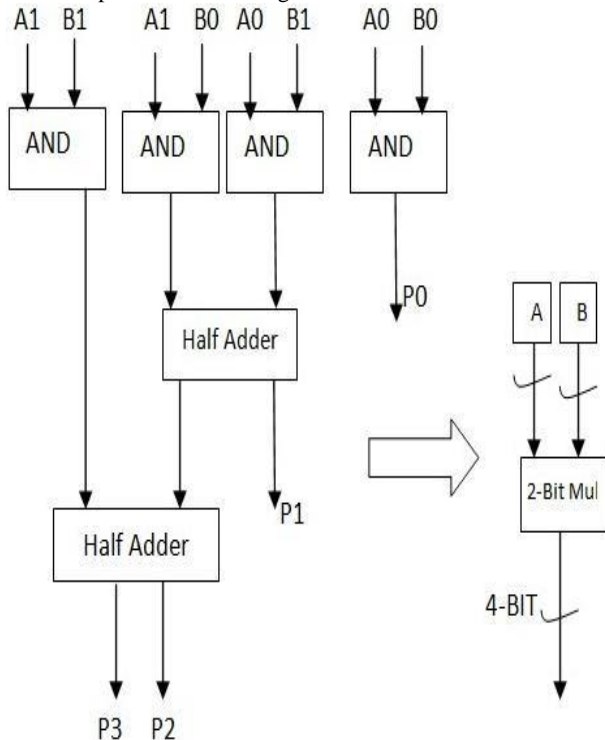 A1 B1 A1 B0 A0 B1 A0 B0
AND AND AND AND
P0
A B
Half Adder
2-Bit Mul
P1
Half Adder
4-BIT
P3 P2